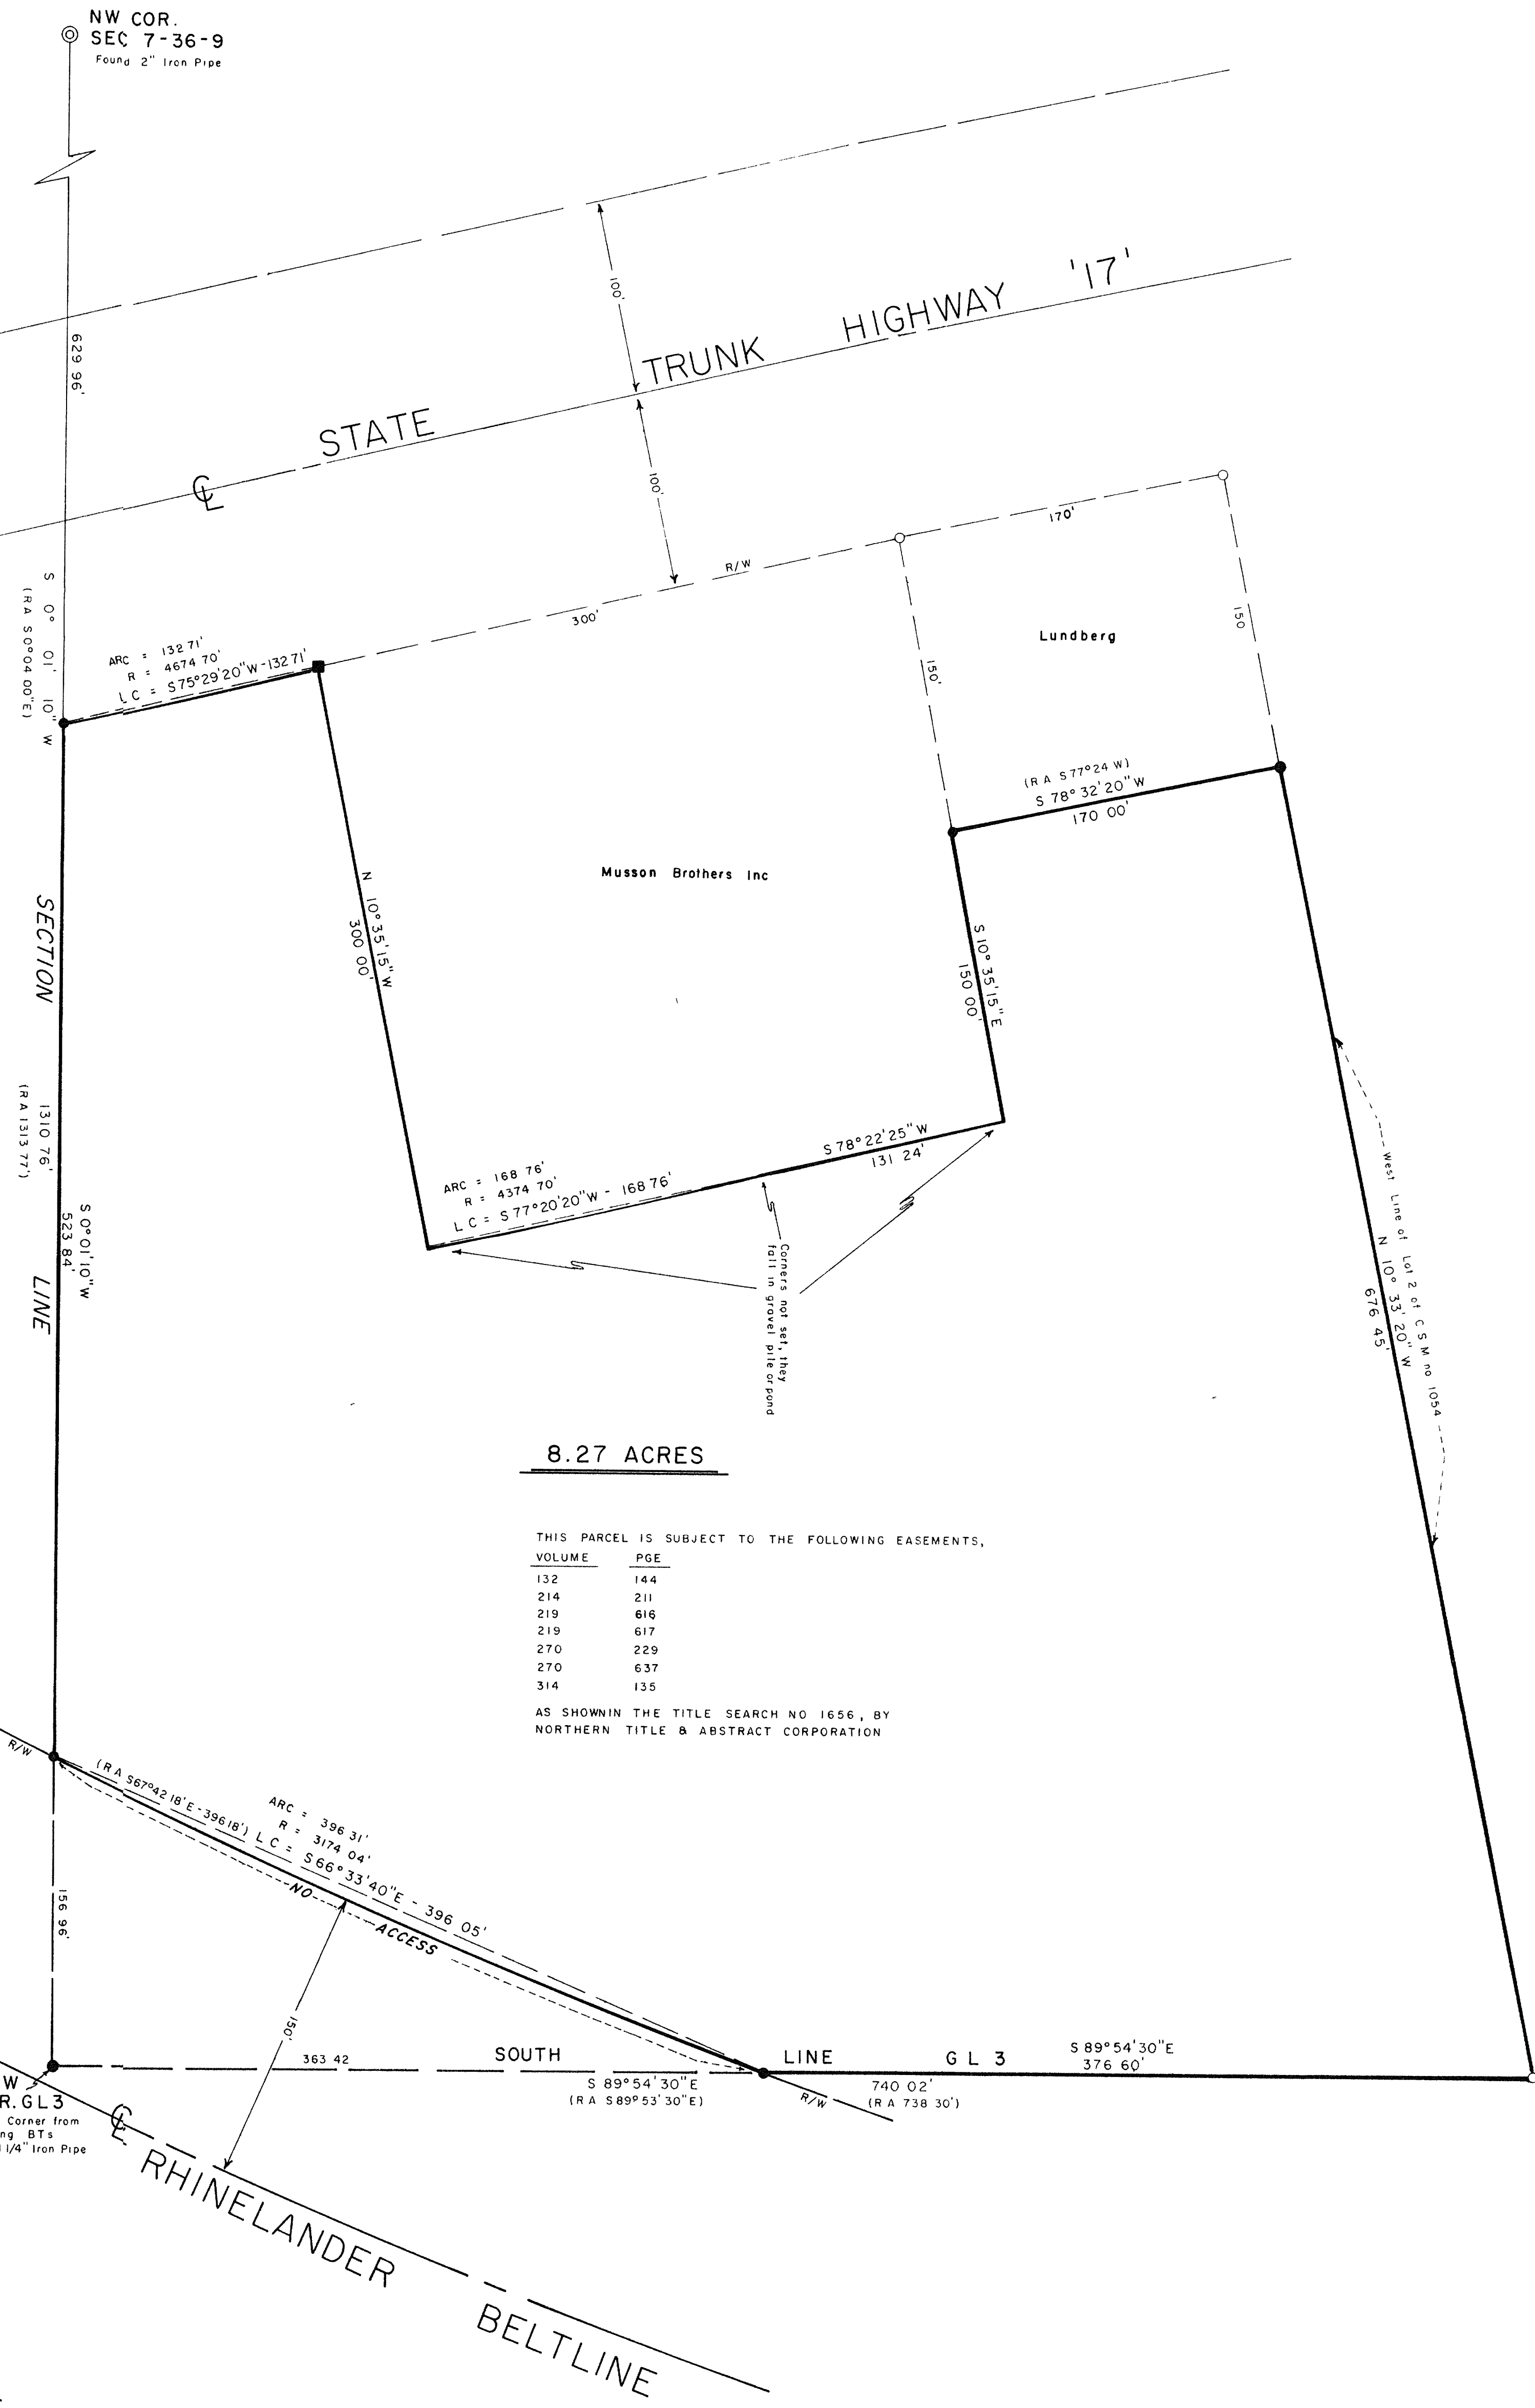 NW COR.
SEC 7-36-9
Found 2" Iron Pipe
629 96'
100'
STATE TRUNK HIGHWAY '17'
℄
100'
170'
R/W
300'
150
Lundberg
150'
S 0° 01' 10" W
(RA S0°04 00"E)
ARC = 132 71'
R = 4674 70'
L C = S75°29'20"W-132 71'
(R A S77°24 W)
S 78° 32'20" W
170 00'
Musson Brothers Inc
N 10° 35' 15" W
300 00'
S 10° 35'15" E
150 00'
SECTION LINE
1310 76'
(R A 1313 77')
S 0°01'10"W
523 84'
S 78° 22'25" W
131 24'
ARC = 168 76'
R = 4374 70'
L C = S 77°20'20"W - 168 76'
Corners not set, they
fall in gravel pile or pond
West Line of Lot 2 of C S M no 1054
N 10° 33' 20" W
676 45'
8.27 ACRES
THIS PARCEL IS SUBJECT TO THE FOLLOWING EASEMENTS,
VOLUME PGE
132 144
214 211
219 616
219 617
270 229
270 637
314 135
AS SHOWNIN THE TITLE SEARCH NO 1656, BY
NORTHERN TITLE & ABSTRACT CORPORATION
R/W
(R A S67°42 18' E-396 18')
ARC = 396 31'
R = 3174 04'
L C = S 66° 33'40"E - 396 05'
NO ACCESS
156 96'
150'
363 42
SOUTH LINE G L 3
S 89°54'30"E
376 60'
S 89°54'30"E
(R A S89°53'30"E)
R/W
740 02'
(R A 738 30')
W
R. GL3
Corner from
ng BTs
1 1/4" Iron Pipe
℄
RHINELANDER BELTLINE